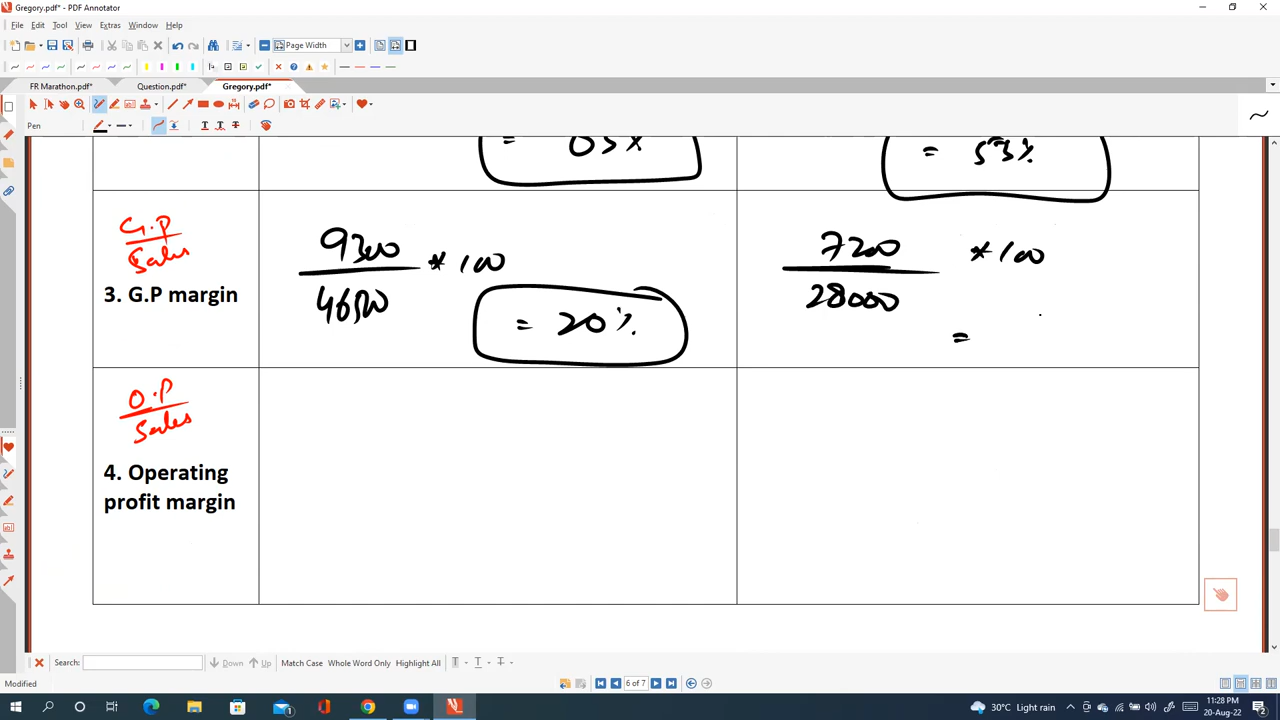 Gregory.pdf* - PDF Annotator
File Edit Tool View Extras Window Help
Page Width
FR Marathon.pdf* Question.pdf* Gregory.pdf*
Pen
= 53%
G.P
Sales
3. G.P margin
9300
46500
* 100
= 20%
7200
28000
* 100
=
O.P
Sales
4. Operating
profit margin
Search: Down Up Match Case Whole Word Only Highlight All
Modified
6 of 7
30°C Light rain
11:28 PM
20-Aug-22